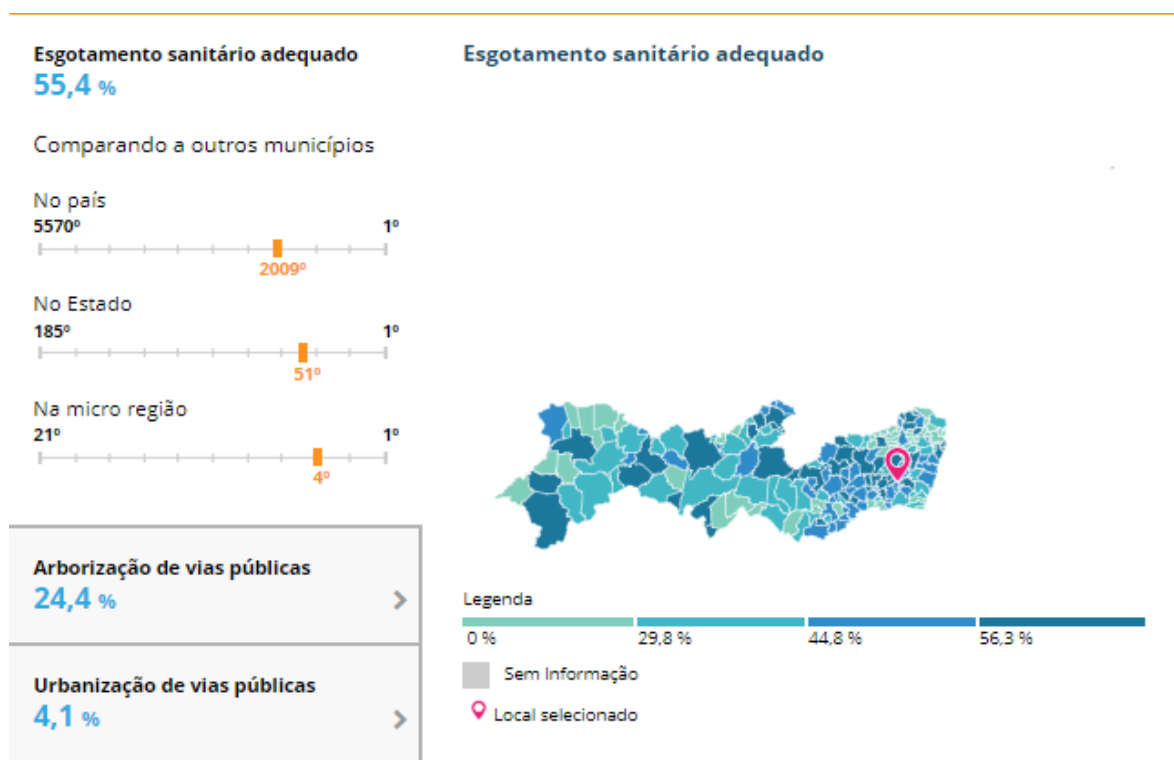 Esgotamento sanitário adequado
55,4 %
Comparando a outros municípios
No país
5570º 1º
2009º
No Estado
185º 1º
51º
Na micro região
21º 1º
4º
Arborização de vias públicas
24,4 %
Urbanização de vias públicas
4,1 %
Esgotamento sanitário adequado
Legenda
0 % 29,8 % 44,8 % 56,3 %
Sem Informação
Local selecionado